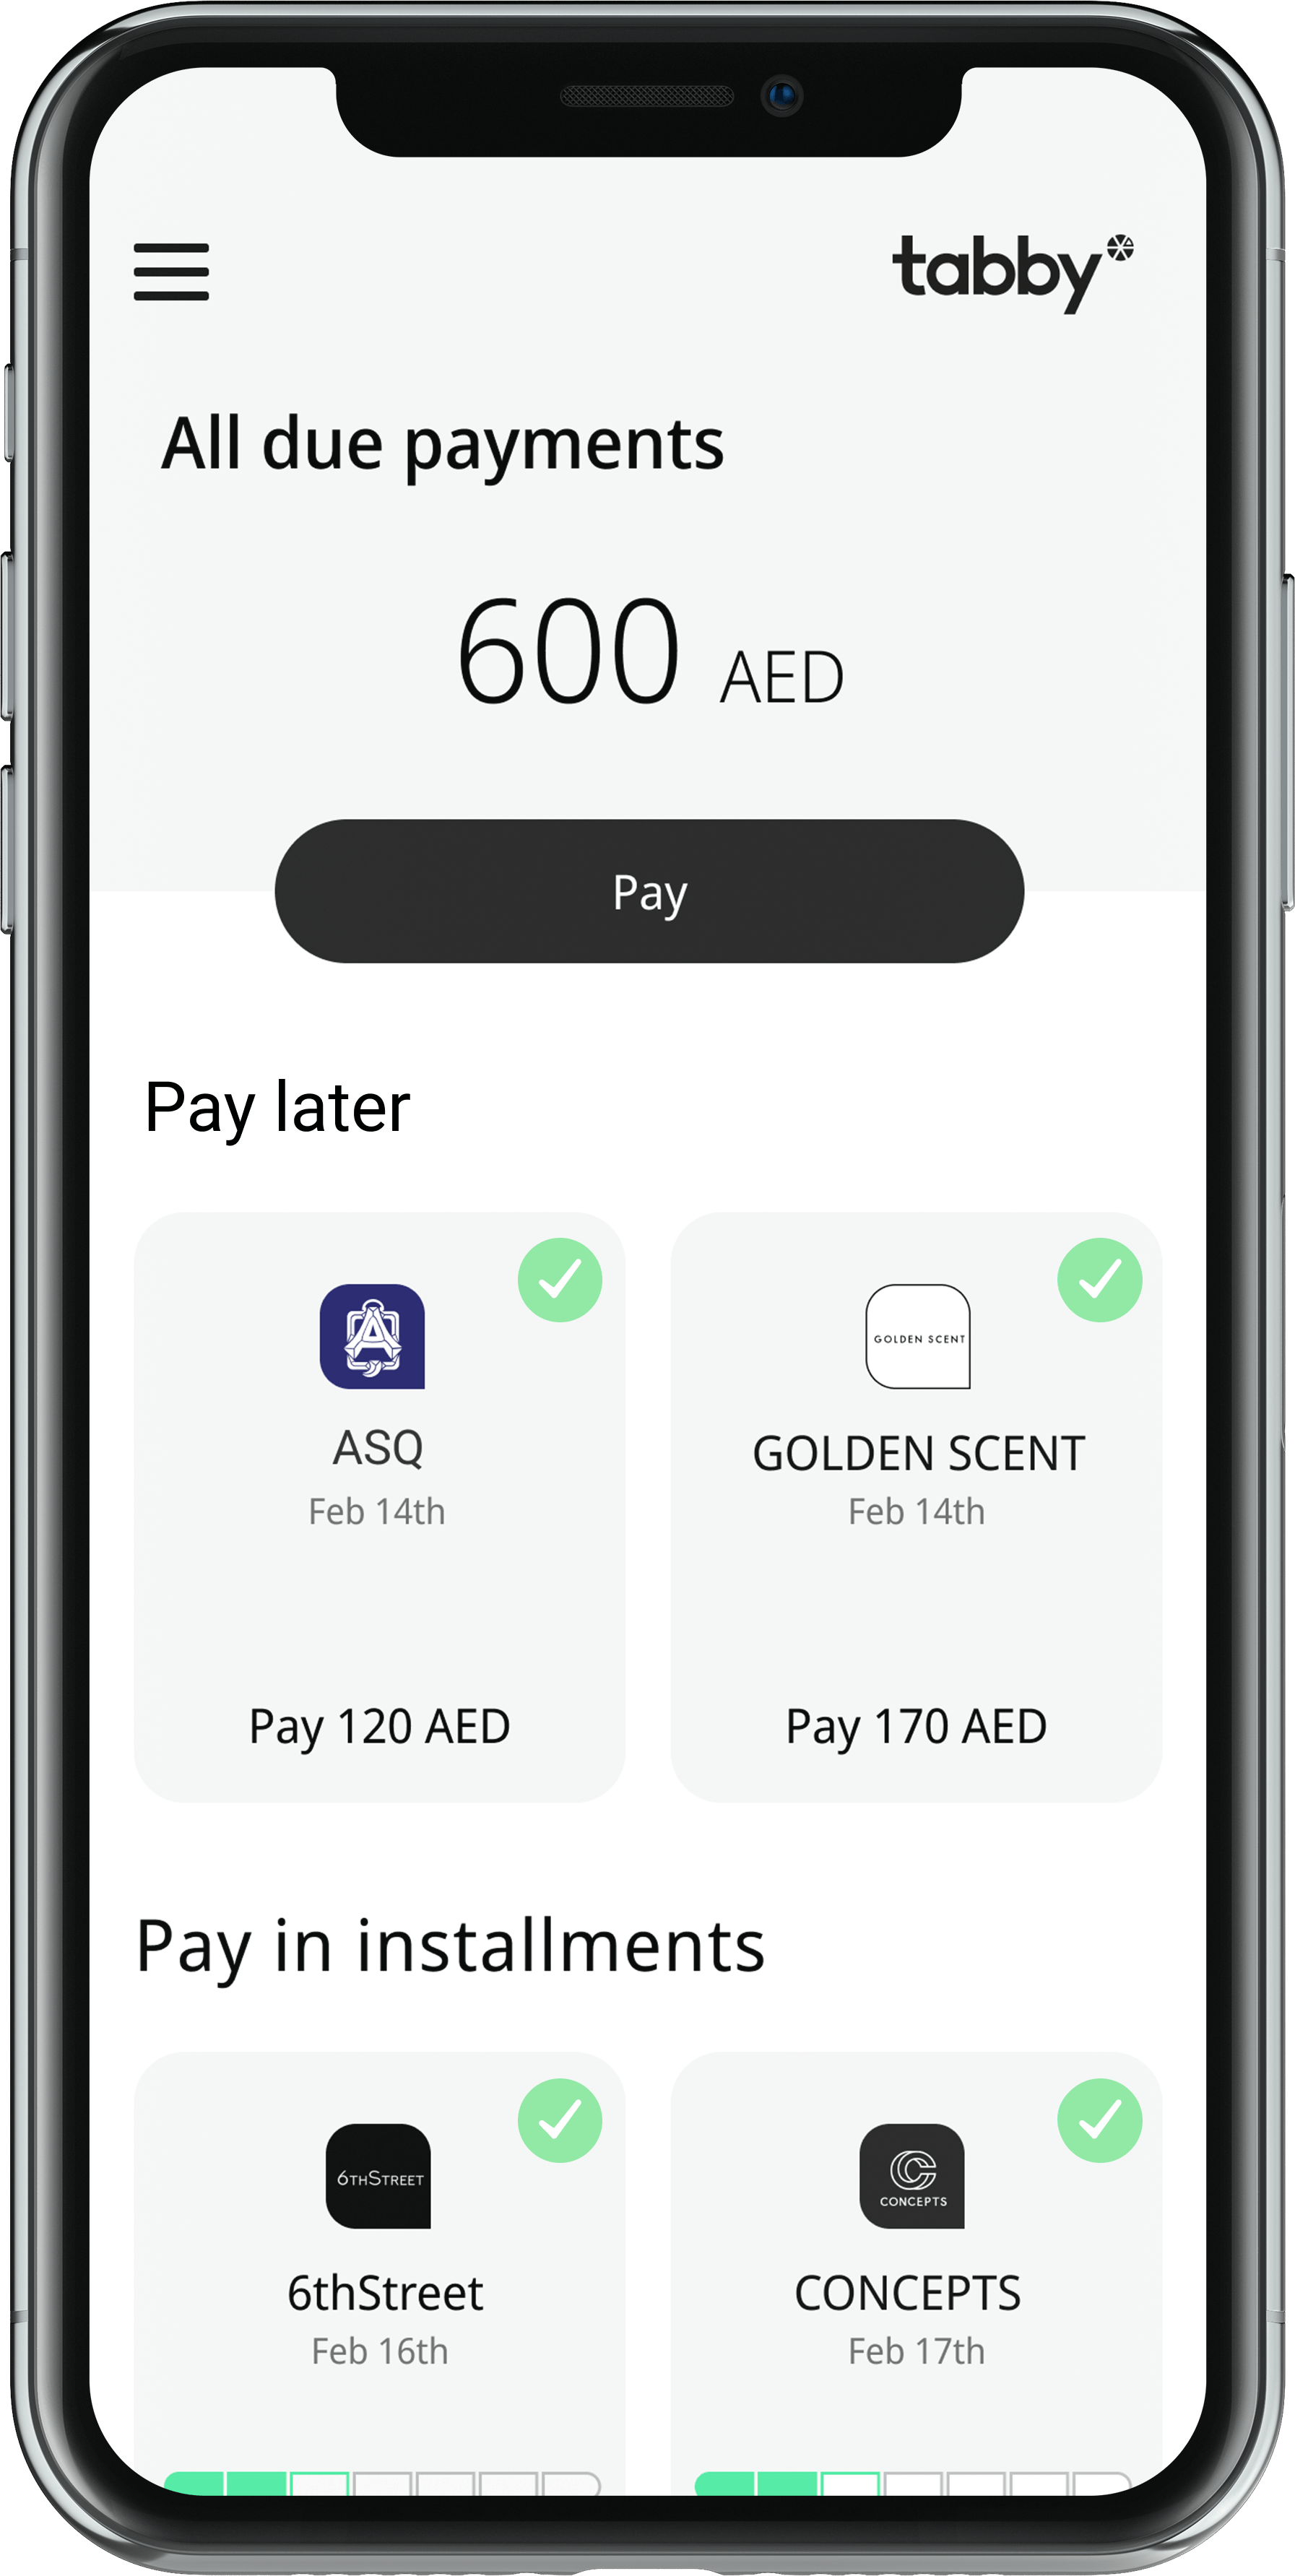 tabby
All due payments
600 AED
Pay
Pay later
GOLDEN SCENT
ASQ
Feb 14th
GOLDEN SCENT
Feb 14th
Pay 120 AED
Pay 170 AED
Pay in installments
6THSTREET
CONCEPTS
6thStreet
Feb 16th
CONCEPTS
Feb 17th